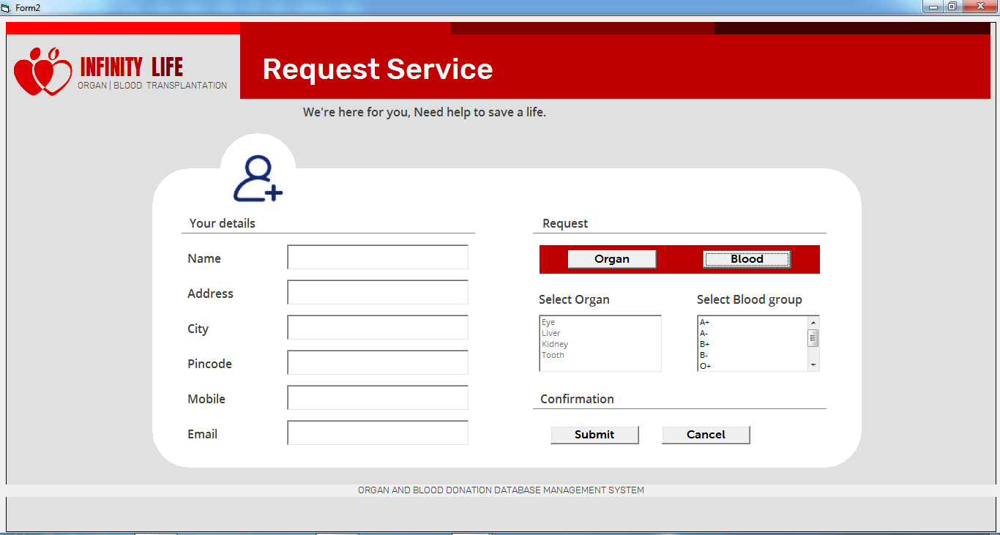 Form2
INFINITY LIFE
ORGAN | BLOOD TRANSPLANTATION
Request Service
We're here for you, Need help to save a life.
Your details
Name
Address
City
Pincode
Mobile
Email
Request
Organ
Blood
Select Organ
Eye
Liver
Kidney
Tooth
Select Blood group
A+
A-
B+
B-
O+
Confirmation
Submit
Cancel
ORGAN AND BLOOD DONATION DATABASE MANAGEMENT SYSTEM